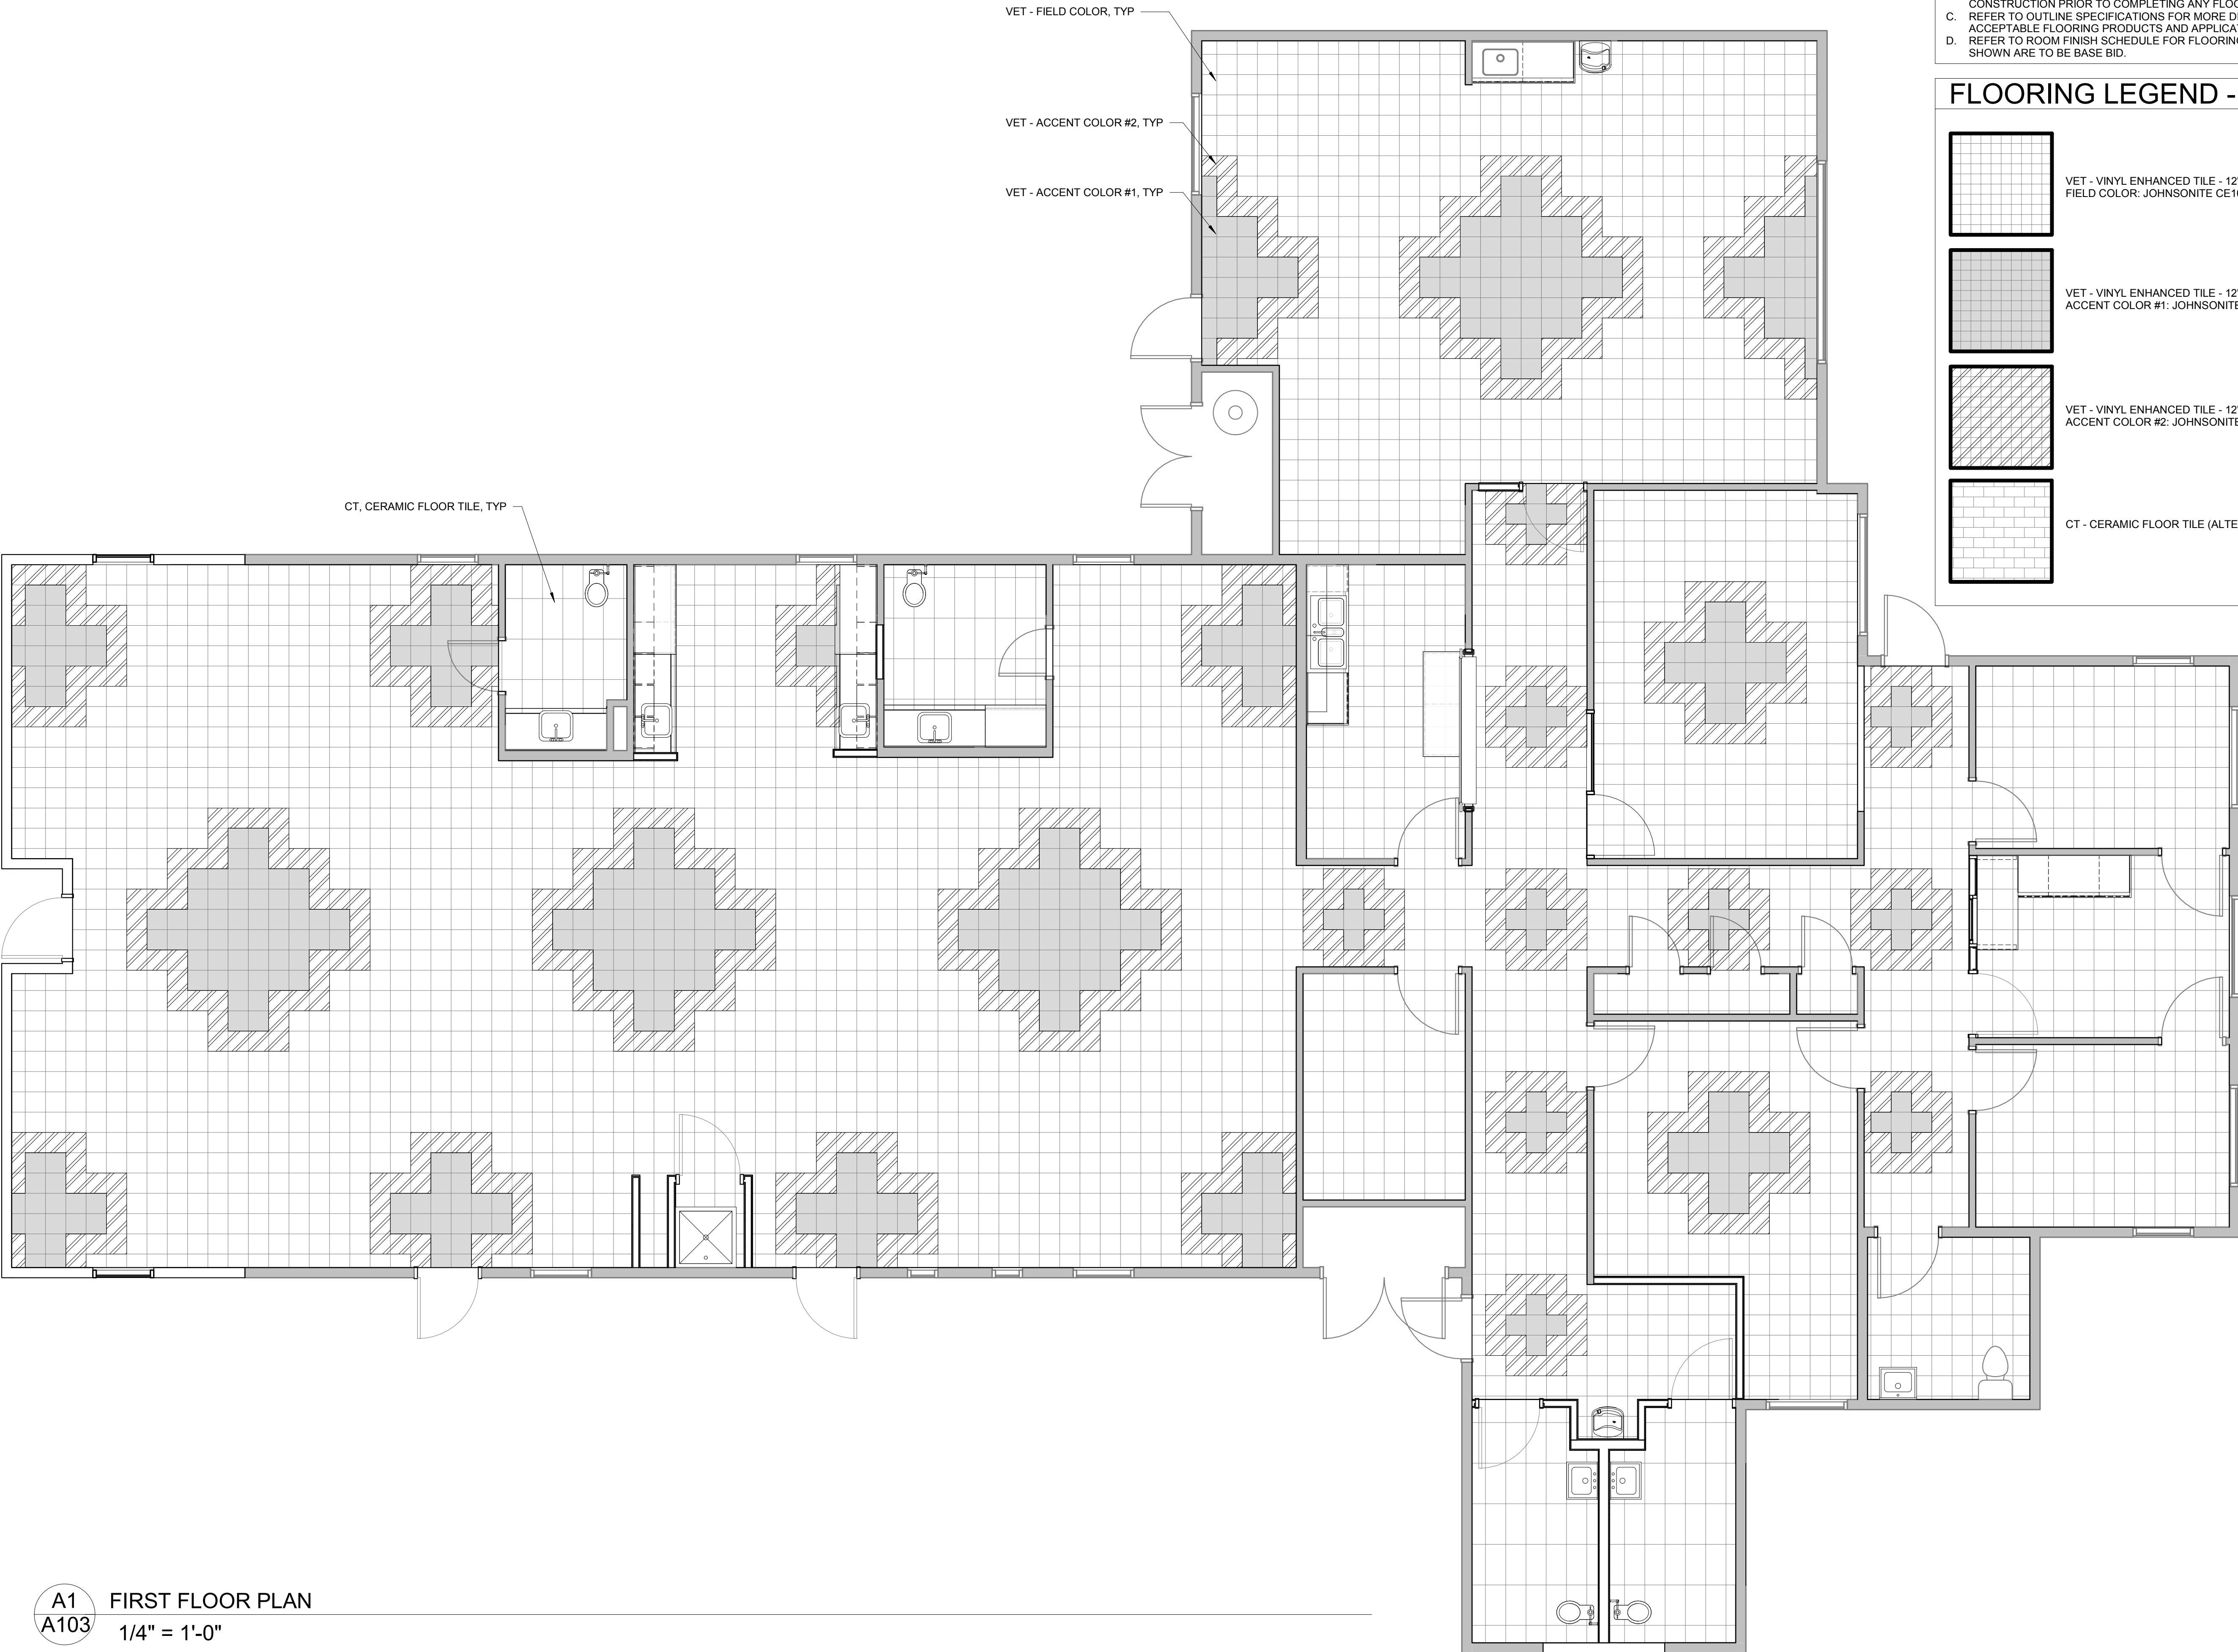 CONSTRUCTION PRIOR TO COMPLETING ANY
C. REFER TO OUTLINE SPECIFICATIONS FOR MORE
ACCEPTABLE FLOORING PRODUCTS AND
D. REFER TO ROOM FINISH SCHEDULE FOR
SHOWN ARE TO BE BASE BID.
FLOORING LEGEND -
VET - VINYL ENHANCED TILE - 12"
FIELD COLOR: JOHNSONITE
VET - VINYL ENHANCED TILE - 12"
ACCENT COLOR #1: JOHNSONITE
VET - VINYL ENHANCED TILE - 12"
ACCENT COLOR #2: JOHNSONITE
CT - CERAMIC FLOOR TILE
VET - FIELD COLOR, TYP
VET - ACCENT COLOR #2, TYP
VET - ACCENT COLOR #1, TYP
CT, CERAMIC FLOOR TILE, TYP
A1
A103
FIRST FLOOR PLAN
1/4" = 1'-0"